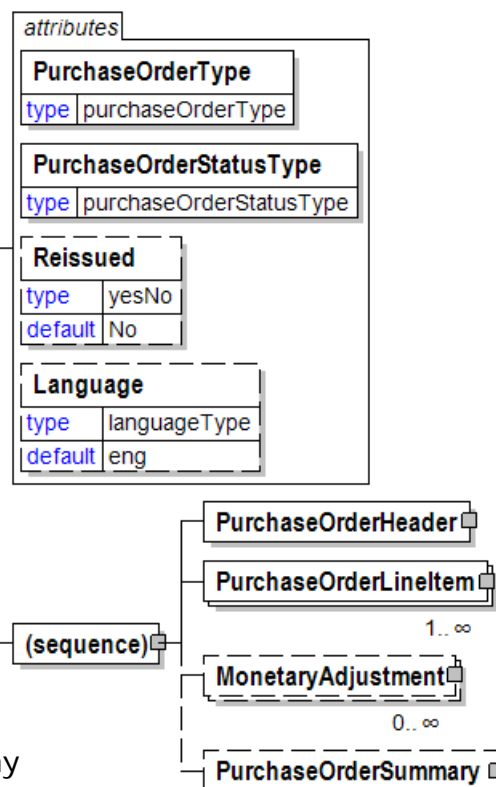 attributes
PurchaseOrderType
type purchaseOrderType
PurchaseOrderStatusType
type purchaseOrderStatusType
Reissued
type yesNo
default No
Language
type languageType
default eng
PurchaseOrderHeader
PurchaseOrderLineItem
1..∞
(sequence)
MonetaryAdjustment
0..∞
PurchaseOrderSummary